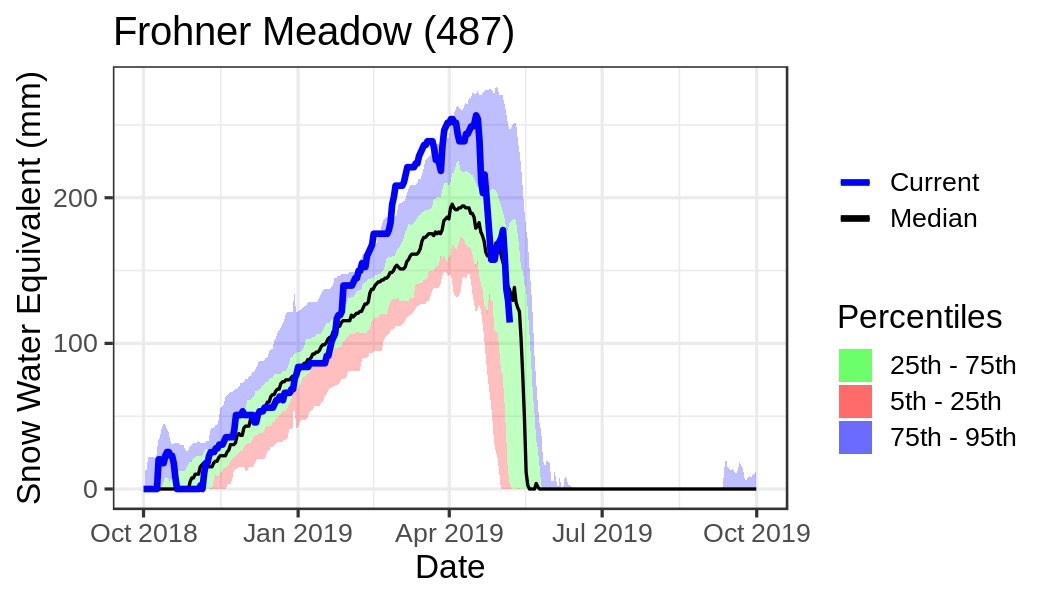 Frohner Meadow (487)
Snow Water Equivalent (mm)
200
100
0
Oct 2018
Jan 2019
Apr 2019
Jul 2019
Oct 2019
Date
Current
Median
Percentiles
25th - 75th
5th - 25th
75th - 95th